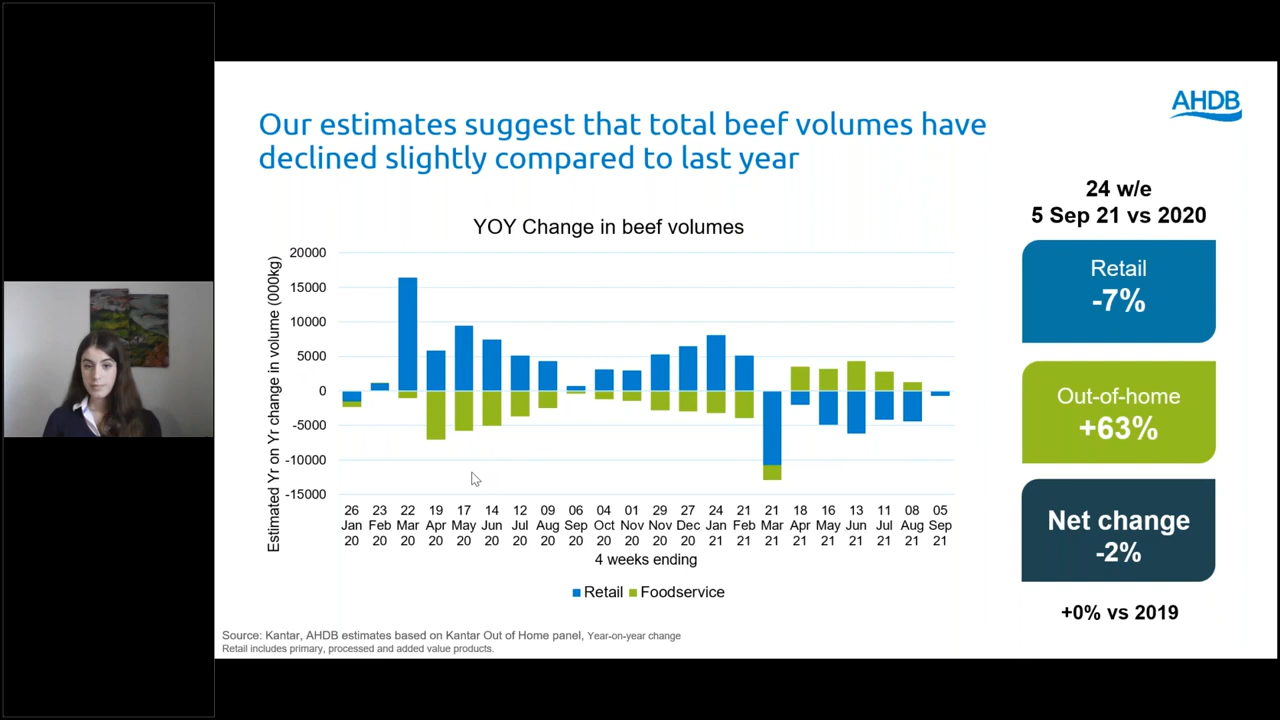 AHDB
Our estimates suggest that total beef volumes have
declined slightly compared to last year
24 w/e
5 Sep 21 vs 2020
YOY Change in beef volumes
Estimated Yr on Yr change in volume (000kg)
20000
15000
10000
5000
0
-5000
-10000
-15000
26 23 22 19 17 14 12 09 06 04 01 29 27 24 21 21 18 16 13 11 08 05
Jan Feb Mar Apr May Jun Jul Aug Sep Oct Nov Nov Dec Jan Feb Mar Apr May Jun Jul Aug Sep
20 20 20 20 20 20 20 20 20 20 20 20 20 21 21 21 21 21 21 21 21 21
4 weeks ending
Retail Foodservice
Retail
-7%
Out-of-home
+63%
Net change
-2%
+0% vs 2019
Source: Kantar, AHDB estimates based on Kantar Out of Home panel, Year-on-year change
Retail includes primary, processed and added value products.